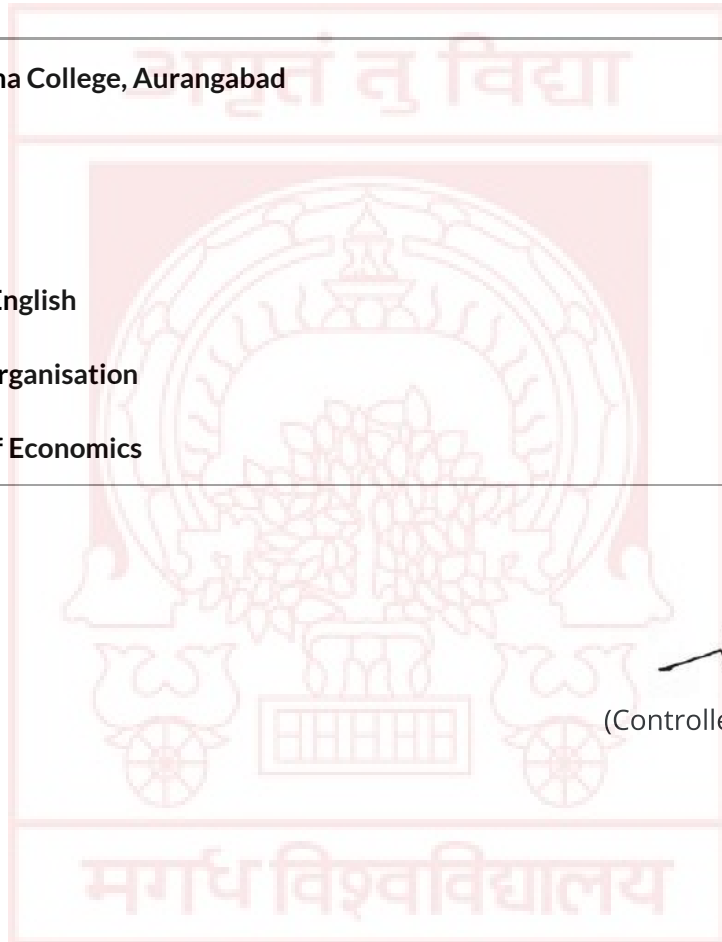 अमृतं तु विद्या
na College, Aurangabad
English
rganisation
f Economics
(Controlle
मगध विश्वविद्यालय